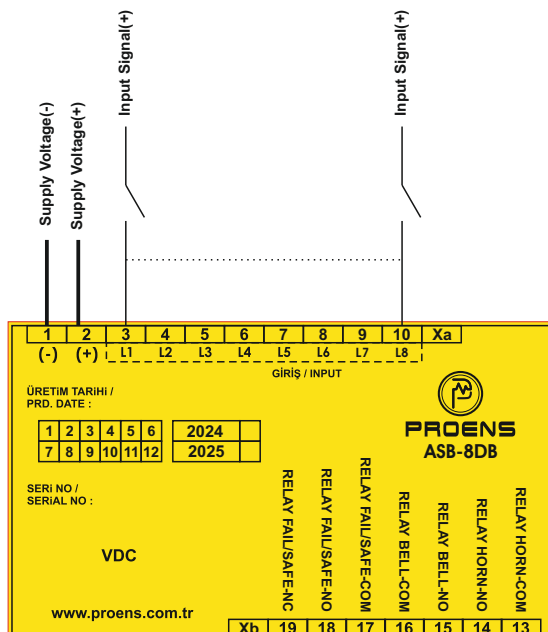 Supply Voltage(-)
Supply Voltage(+)
Input Signal(+)
Input Signal(+)
1 2 3 4 5 6 7 8 9 10 Xa
(-) (+) L1 L2 L3 L4 L5 L6 L7 L8
GİRİŞ / INPUT
ÜRETİM TARİHİ /
PRD. DATE :
1 2 3 4 5 6 2024
7 8 9 10 11 12 2025
PROENS
ASB-8DB
SERİ NO /
SERİAL NO :
VDC
www.proens.com.tr
RELAY FAIL/SAFE-NC
RELAY FAIL/SAFE-NO
RELAY FAIL/SAFE-COM
RELAY BELL-COM
RELAY BELL-NO
RELAY HORN-NO
RELAY HORN-COM
Xb 19 18 17 16 15 14 13